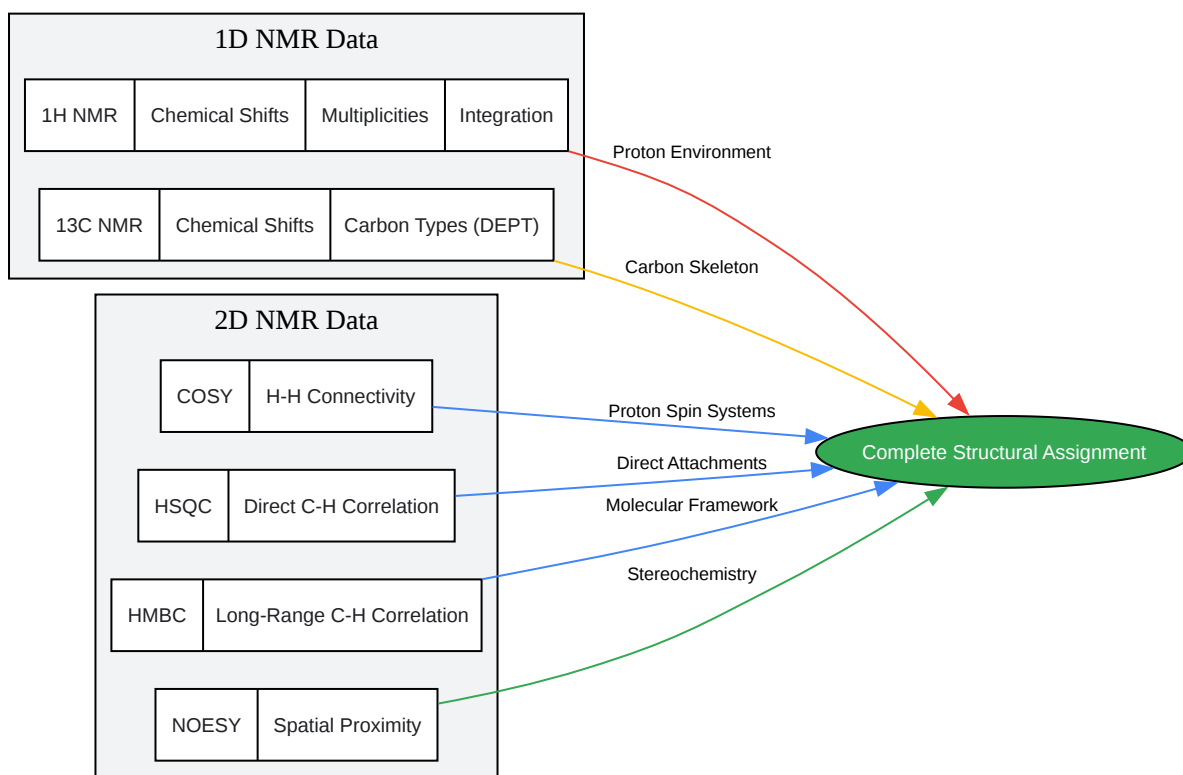 1D NMR Data
1H NMR Chemical Shifts Multiplicities Integration
Proton Environment
13C NMR Chemical Shifts Carbon Types (DEPT)
Carbon Skeleton
2D NMR Data
COSY H-H Connectivity
Proton Spin Systems
Complete Structural Assignment
HSQC Direct C-H Correlation
Direct Attachments
Molecular Framework
HMBC Long-Range C-H Correlation
Stereochemistry
NOESY Spatial Proximity